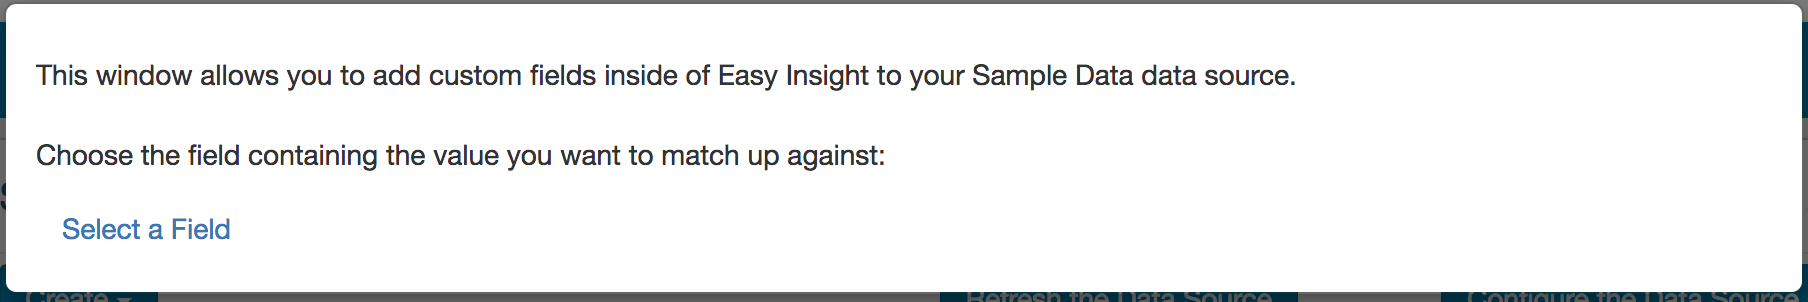 This window allows you to add custom fields inside of Easy Insight to your Sample Data data source.
Choose the field containing the value you want to match up against:
Select a Field
Create
Refresh the Data Source
Configure the Data Source